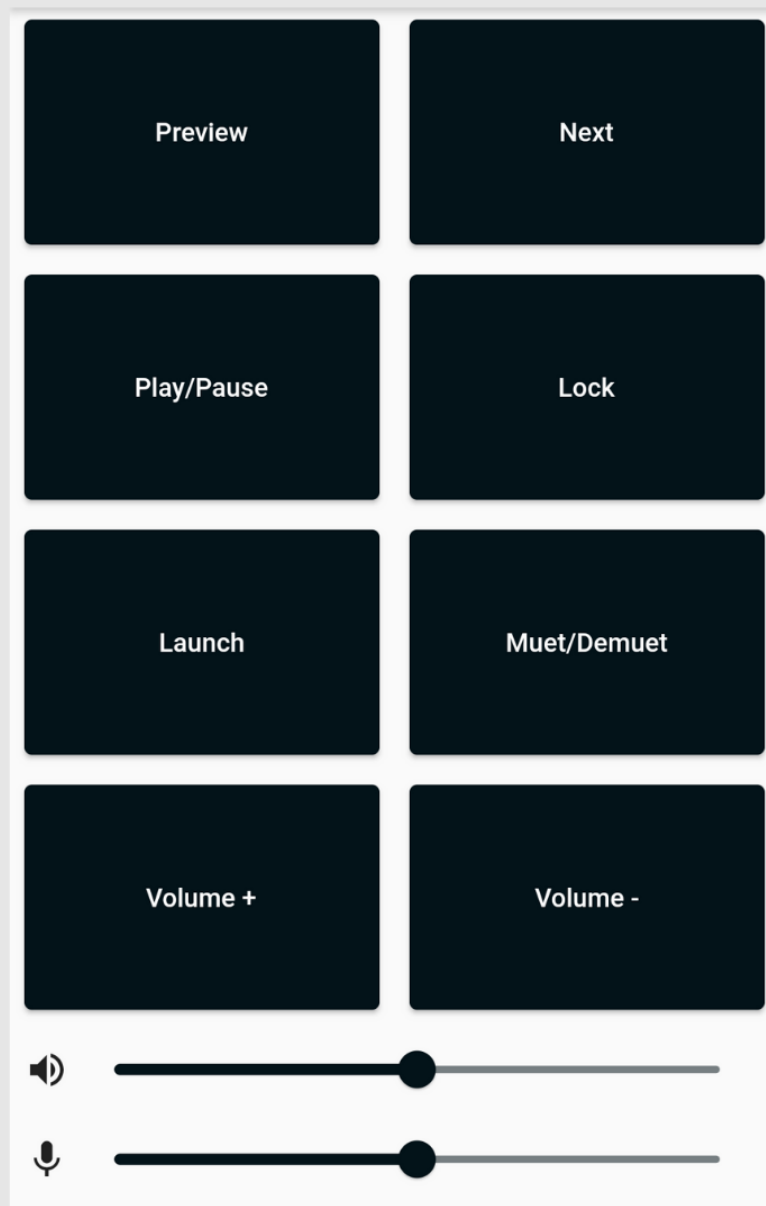 Preview
Next
Play/Pause
Lock
Launch
Muet/Demuet
Volume +
Volume -